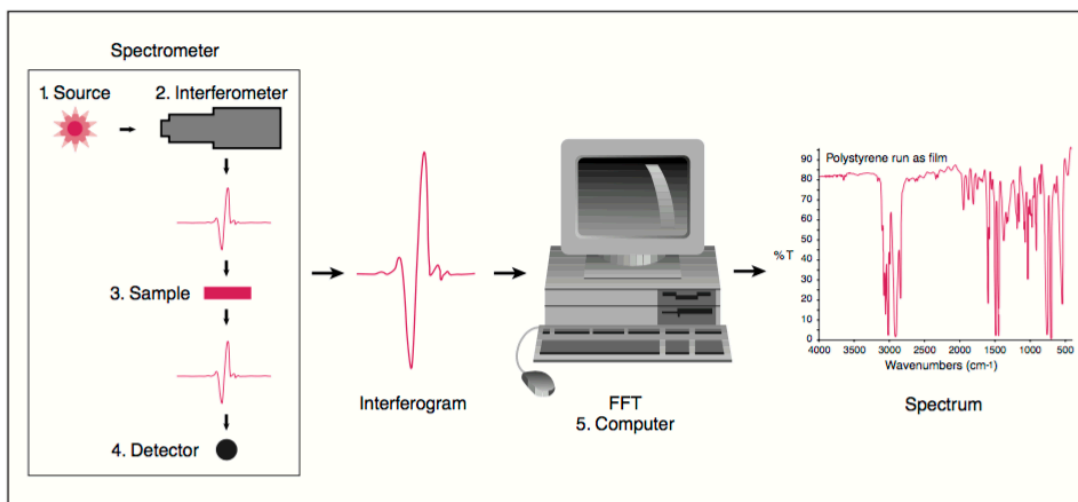 Spectrometer
1. Source
2. Interferometer
3. Sample
4. Detector
Interferogram
FFT
5. Computer
Polystyrene run as film
%T
90
80
70
60
50
40
30
20
10
0
4000 3500 3000 2500 2000 1500 1000 500
Wavenumbers (cm-1)
Spectrum